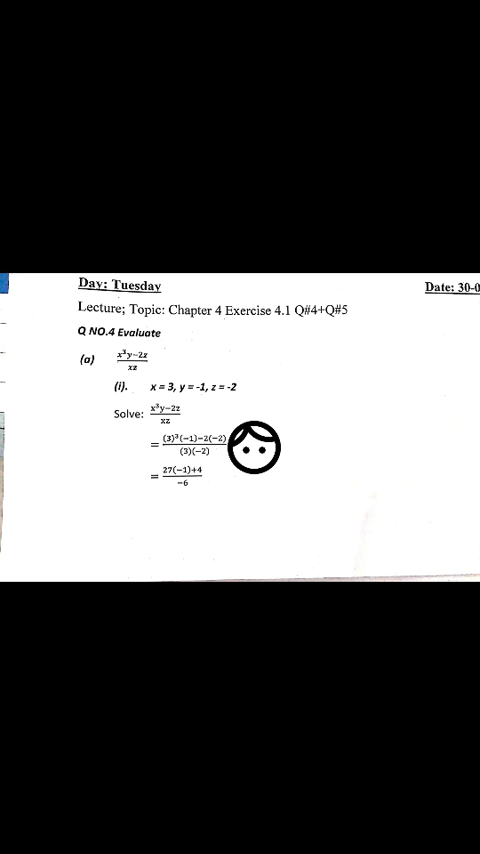 Day: Tuesday
Date: 30-0
Lecture; Topic: Chapter 4 Exercise 4.1 Q#4+Q#5
Q NO.4 Evaluate
(a) x³y−2z / xz
(i). x = 3, y = -1, z = -2
Solve: x³y−2z / xz
= (3)³(−1)−2(−2) / (3)(−2)
= 27(−1)+4 / −6